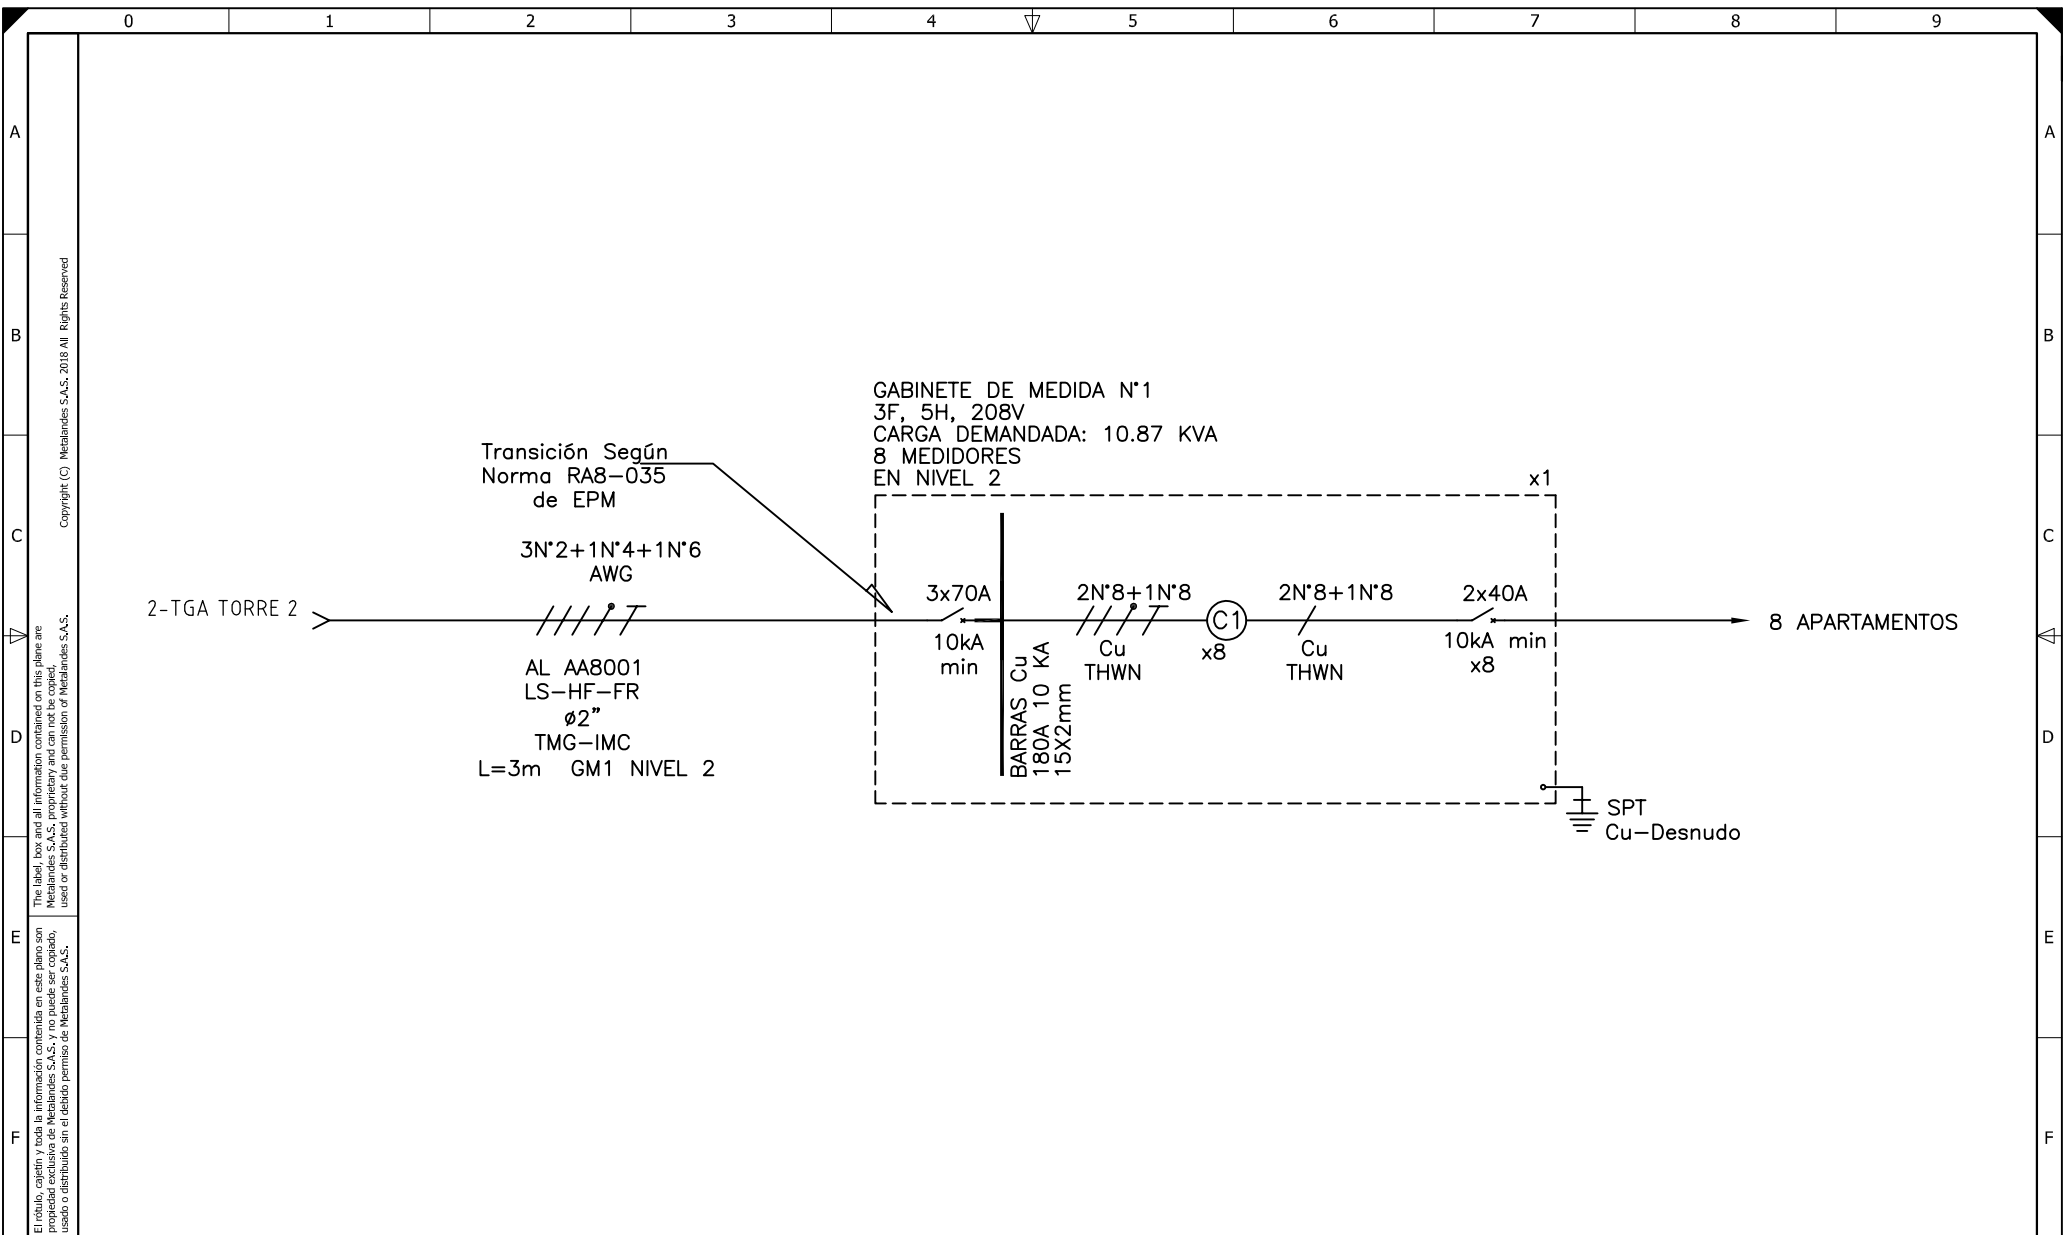 0 1 2 3 4 5 6 7 8 9
A
B
C
D
E
F
A
B
C
D
E
F
Copyright (C) Metalandes S.A.S. 2018 All Rights Reserved
The label, box and all information contained on this plane are
Metalandes S.A.S. proprietary and can not be copied,
used or distributed without due permission of Metalandes S.A.S.
El rótulo, cajetín y toda la información contenida en este plano son
propiedad exclusiva de Metalandes S.A.S. y no puede ser copiado,
usado o distribuido sin el debido permiso de Metalandes S.A.S.
2-TGA TORRE 2
Transición Según
Norma RA8-035
de EPM
3N°2+1N°4+1N°6
AWG
AL AA8001
LS-HF-FR
ø2"
TMG-IMC
L=3m GM1 NIVEL 2
GABINETE DE MEDIDA N°1
3F, 5H, 208V
CARGA DEMANDADA: 10.87 KVA
8 MEDIDORES
EN NIVEL 2
x1
3x70A
10kA
min
BARRAS Cu
180A 10 KA
15X2mm
2N°8+1N°8
Cu
THWN
C1
x8
2N°8+1N°8
Cu
THWN
2x40A
10kA min
x8
8 APARTAMENTOS
SPT
Cu-Desnudo